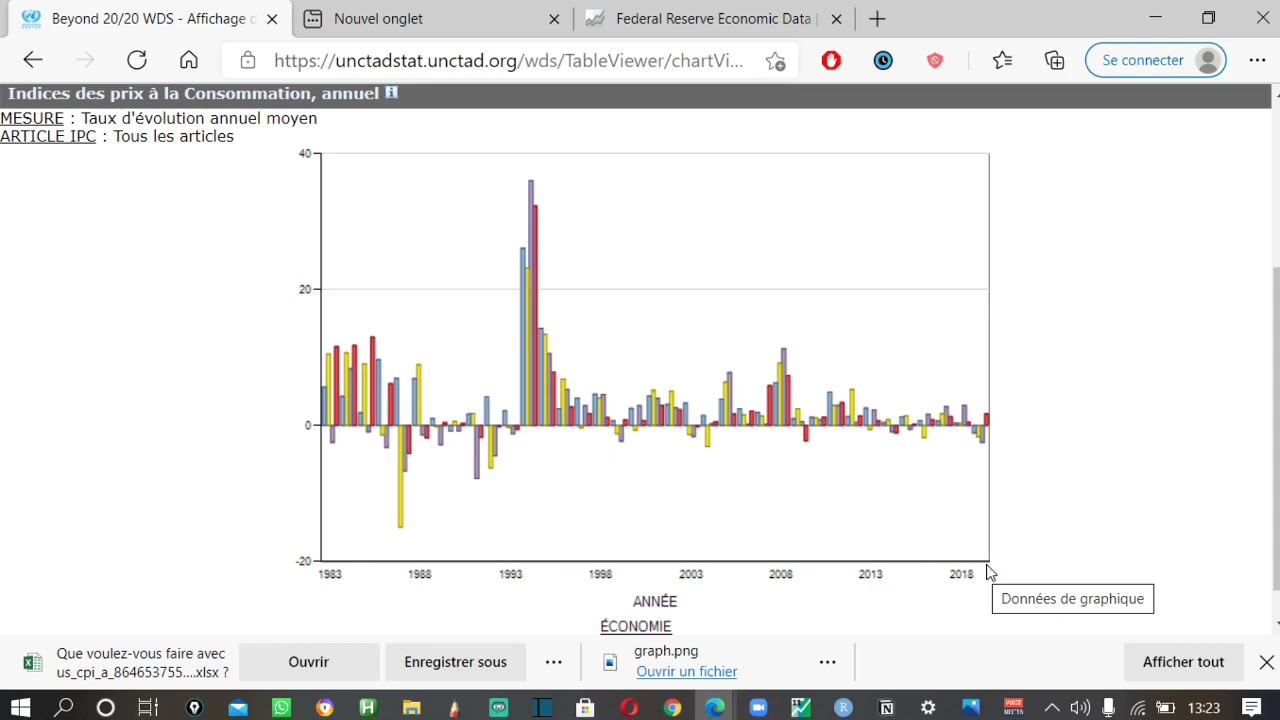 Beyond 20/20 WDS - Affichage d
Nouvel onglet
Federal Reserve Economic Data |
https://unctadstat.unctad.org/wds/TableViewer/chartVi...
Se connecter
Indices des prix à la Consommation, annuel
MESURE : Taux d'évolution annuel moyen
ARTICLE IPC : Tous les articles
40
20
0
-20
1983 1988 1993 1998 2003 2008 2013 2018
ANNÉE
ÉCONOMIE
Données de graphique
Que voulez-vous faire avec
us_cpi_a_864653755....xlsx ?
Ouvrir
Enregistrer sous
graph.png
Ouvrir un fichier
Afficher tout
13:23